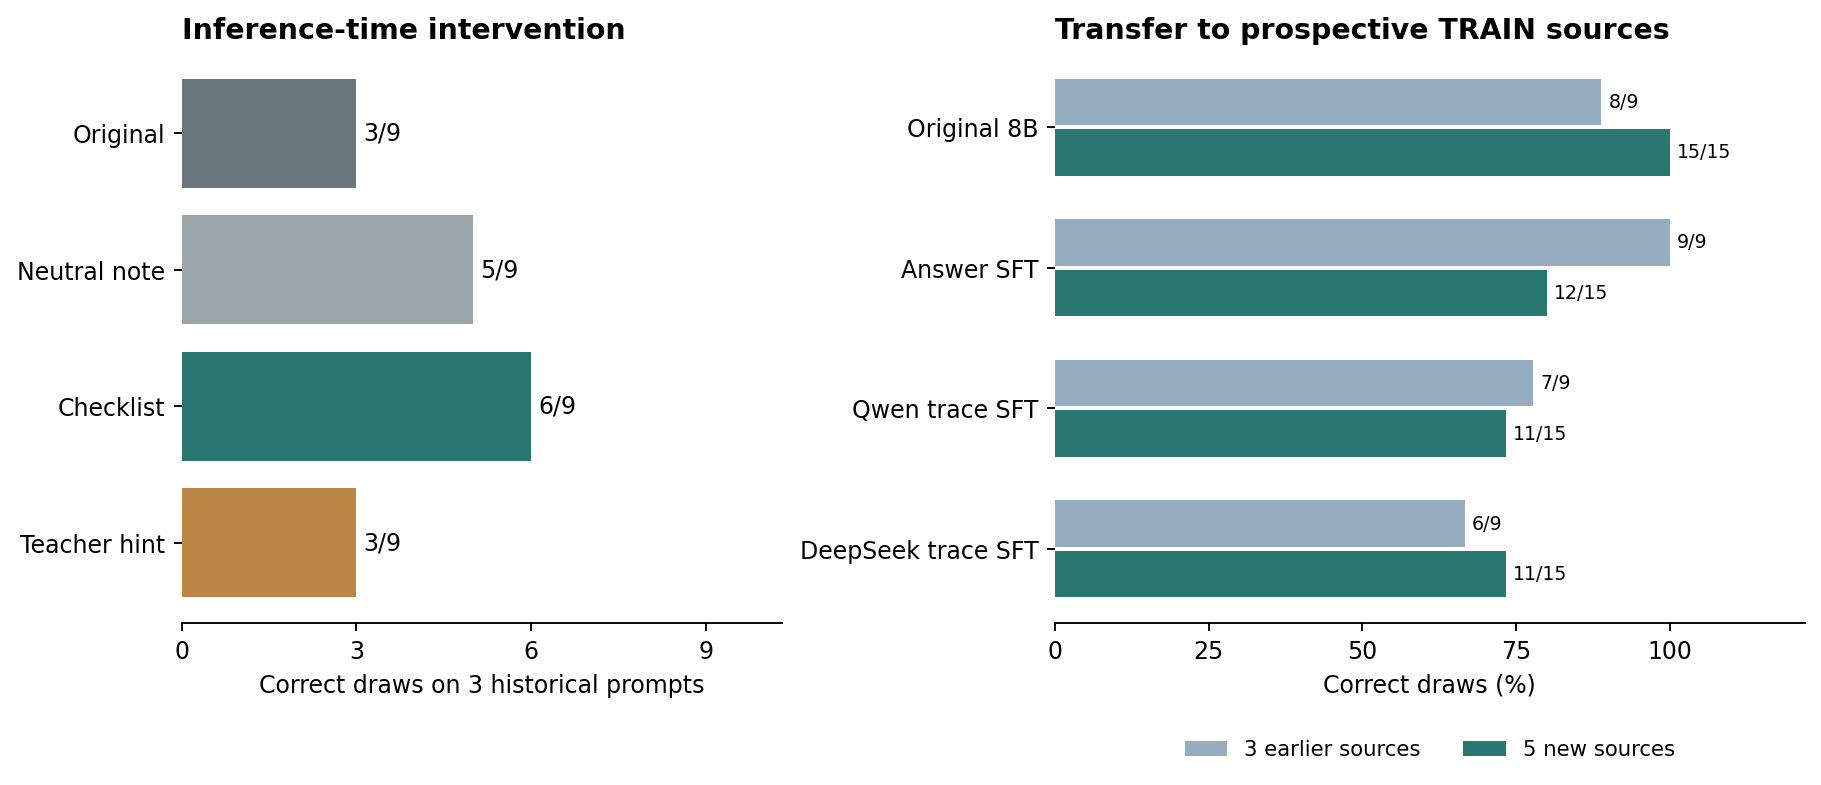 Inference-time intervention
Original
3/9
Neutral note
5/9
Checklist
6/9
Teacher hint
3/9
0 3 6 9
Correct draws on 3 historical prompts
Transfer to prospective TRAIN sources
Original 8B
8/9
15/15
Answer SFT
9/9
12/15
Qwen trace SFT
7/9
11/15
DeepSeek trace SFT
6/9
11/15
0 25 50 75 100
Correct draws (%)
3 earlier sources 5 new sources